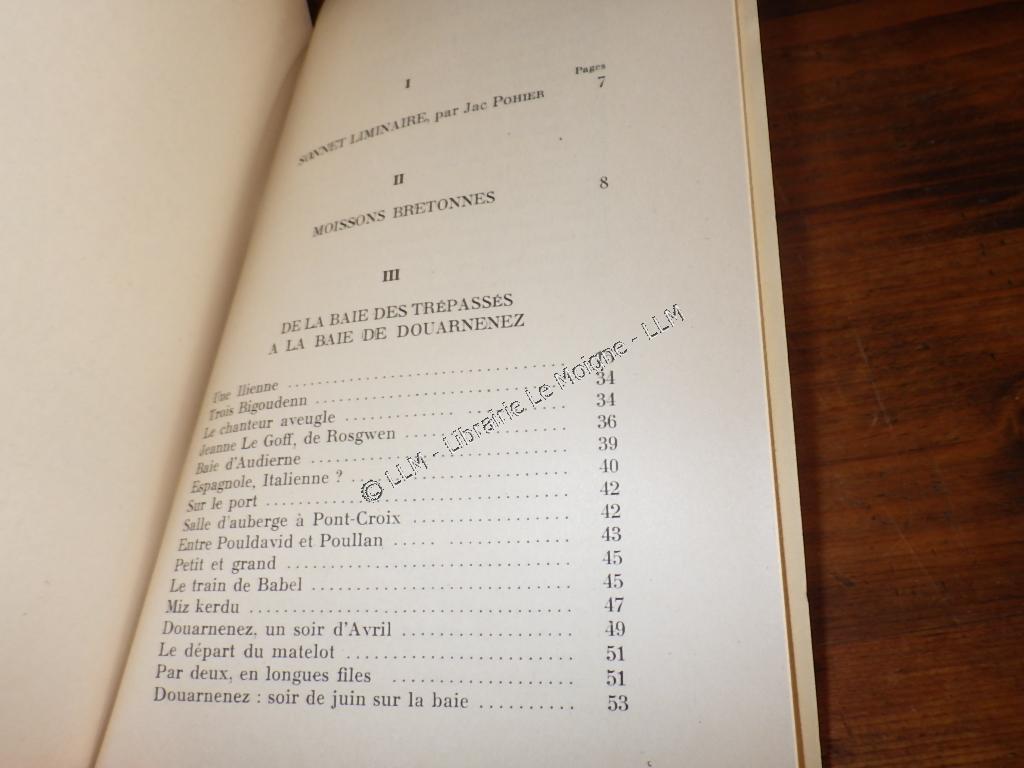 Pages
I
SONNET LIMINAIRE, par Jac POHIER 7
II
MOISSONS BRETONNES 8
III
DE LA BAIE DES TRÉPASSÉS
A LA BAIE DE DOUARNENEZ
Une Ilienne ..............................
Trois Bigoudenn .......................... 34
Le chanteur aveugle ...................... 34
Jeanne Le Goff, de Rosgwen ............... 36
Baie d'Audierne .......................... 39
Espagnole, Italienne ? ................... 40
Sur le port .............................. 42
Salle d'auberge à Pont-Croix ............. 42
Entre Pouldavid et Poullan ............... 43
Petit et grand ........................... 45
Le train de Babel ........................ 45
Miz kerdu ................................ 47
Douarnenez, un soir d'Avril .............. 49
Le départ du matelot ..................... 51
Par deux, en longues files ............... 51
Douarnenez : soir de juin sur la baie .......... 53
© LLM - Librairie Le Moigne - LLM